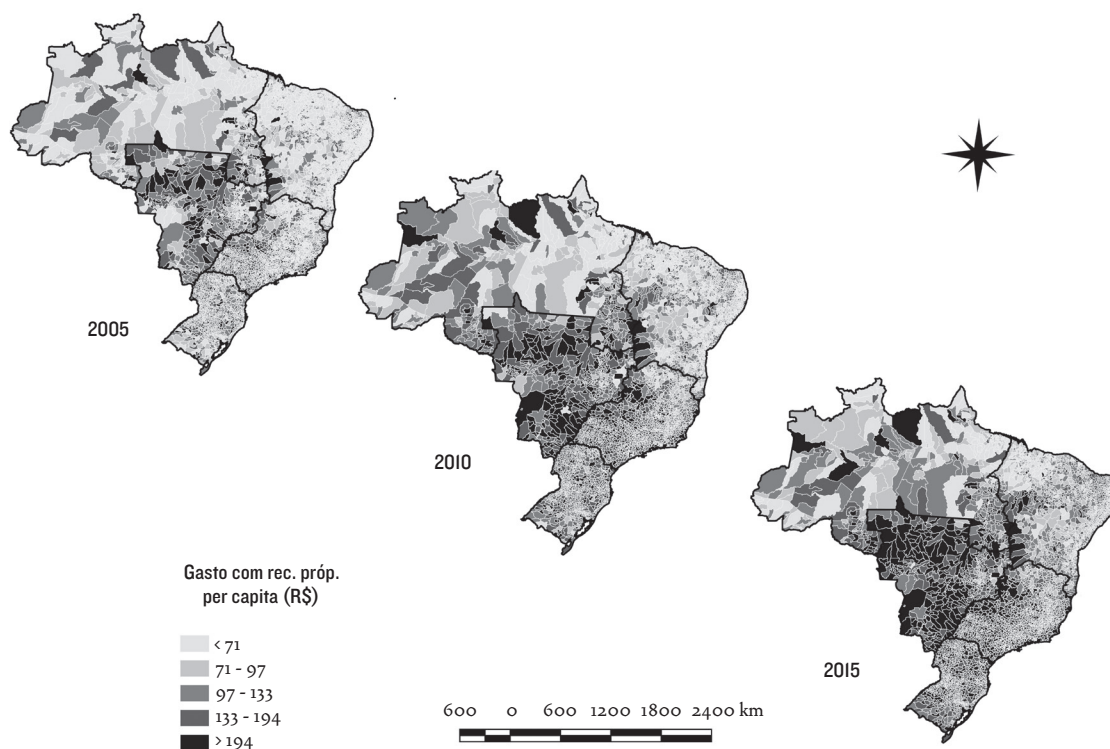 2005
2010
2015
Gasto com rec. próp.
per capita (R$)
< 71
71 - 97
97 - 133
133 - 194
> 194
600 0 600 1200 1800 2400 km